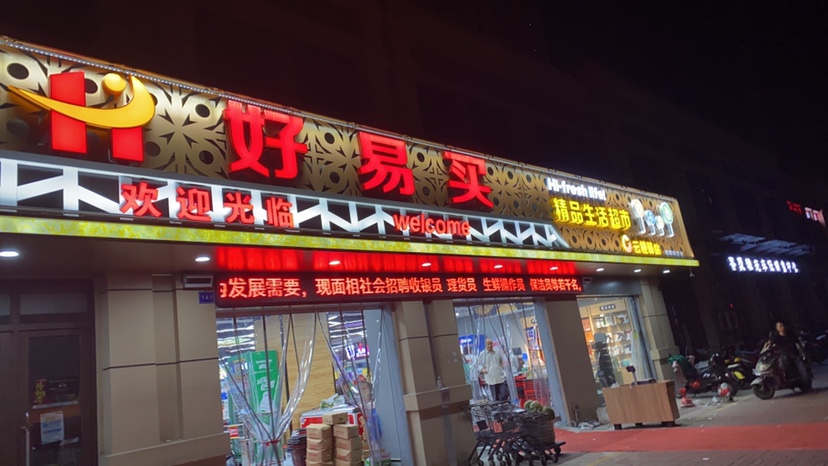 好易买
Hi-fresh life!
精品生活超市
欢迎光临
welcome
为发展需要,现面相社会招聘收银员 理货员 生鲜操作员 保洁员等若干名,